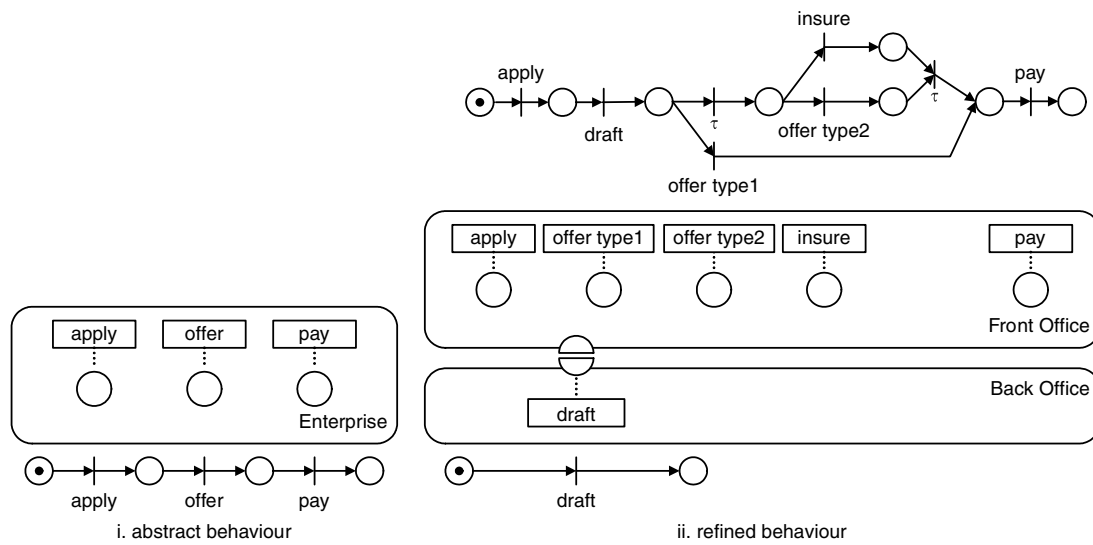 insure
apply
pay
τ
τ
draft
offer type2
offer type1
apply
offer type1
offer type2
insure
pay
Front Office
apply
offer
pay
Enterprise
Back Office
draft
apply
offer
pay
draft
i. abstract behaviour
ii. refined behaviour